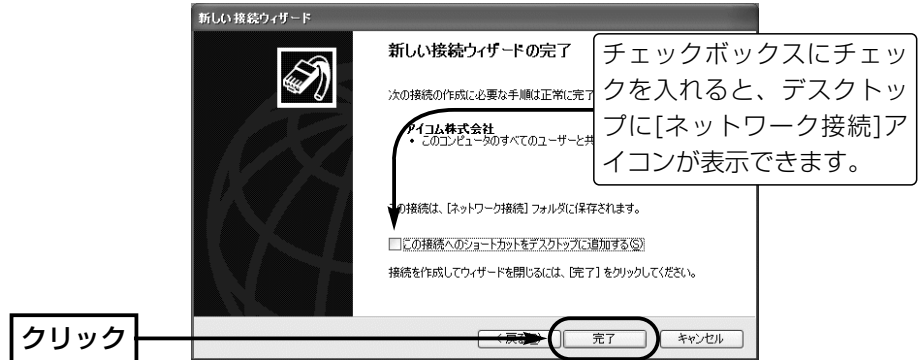 新しい接続ウィザード
新しい接続ウィザードの完了
次の接続の作成に必要な手順は正常に完了
アイコム株式会社
• このコンピュータのすべてのユーザーと共
この接続は、[ネットワーク接続] フォルダに保存されます。
この接続へのショートカットをデスクトップに追加する(S)
接続を作成してウィザードを閉じるには、[完了] をクリックしてください。
チェックボックスにチェッ
クを入れると、デスクトッ
プに[ネットワーク接続]ア
イコンが表示できます。
クリック
< 戻る
完了
キャンセル